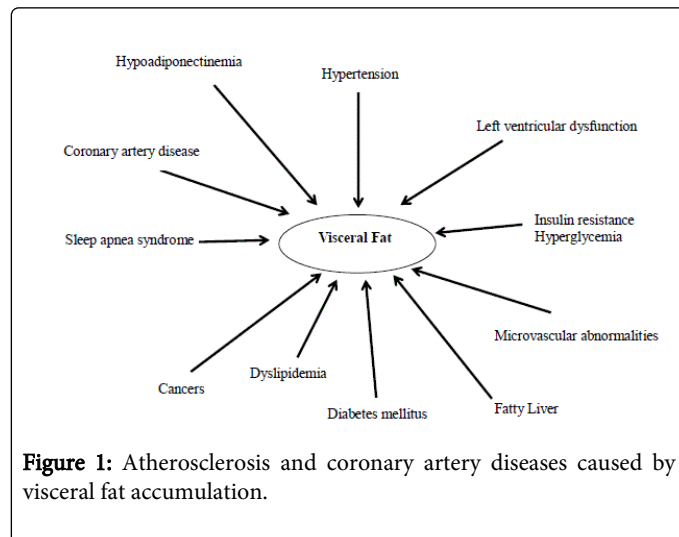 Hypoadiponectinemia
Hypertension
Left ventricular dysfunction
Coronary artery disease
Insulin resistance
Hyperglycemia
Sleep apnea syndrome
Visceral Fat
Microvascular abnormalities
Dyslipidemia
Cancers
Fatty Liver
Diabetes mellitus
Figure 1: Atherosclerosis and coronary artery diseases caused by
visceral fat accumulation.